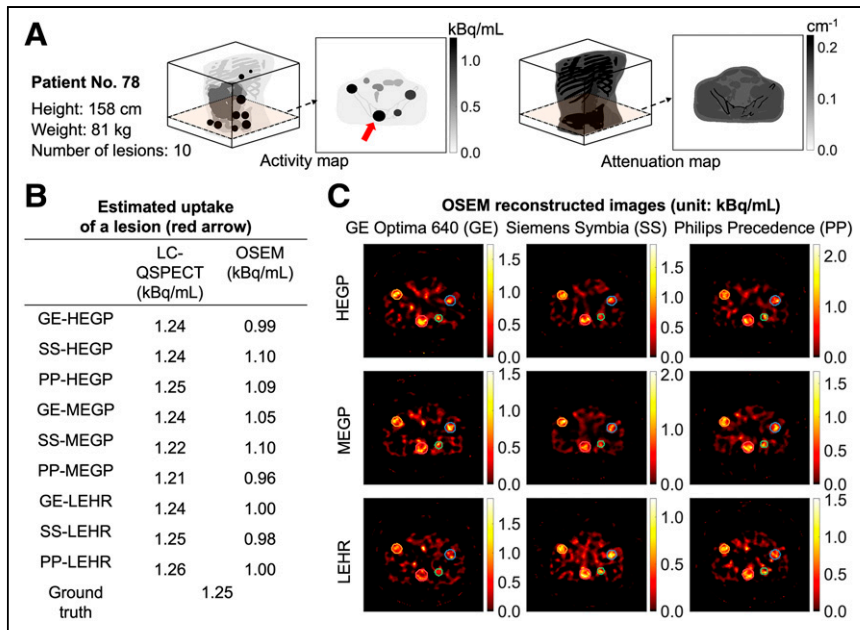 A
Patient No. 78
Height: 158 cm
Weight: 81 kg
Number of lesions: 10
kBq/mL
1.0
0.5
0.0
Activity map
cm-1
0.2
0.1
0.0
Attenuation map
B
Estimated uptake
of a lesion (red arrow)
LC-
QSPECT
(kBq/mL)
OSEM
(kBq/mL)
GE-HEGP 1.24 0.99
SS-HEGP 1.24 1.10
PP-HEGP 1.25 1.09
GE-MEGP 1.24 1.05
SS-MEGP 1.22 1.10
PP-MEGP 1.21 0.96
GE-LEHR 1.24 1.00
SS-LEHR 1.25 0.98
PP-LEHR 1.26 1.00
Ground
truth
1.25
C
OSEM reconstructed images (unit: kBq/mL)
GE Optima 640 (GE) Siemens Symbia (SS) Philips Precedence (PP)
HEGP
1.5
1.0
0.5
0.0
1.5
1.0
0.5
0.0
2.0
1.0
0.0
MEGP
1.5
1.0
0.5
0.0
2.0
1.0
0.0
1.5
1.0
0.5
0.0
LEHR
1.5
1.0
0.5
0.0
1.0
0.5
0.0
1.5
1.0
0.5
0.0